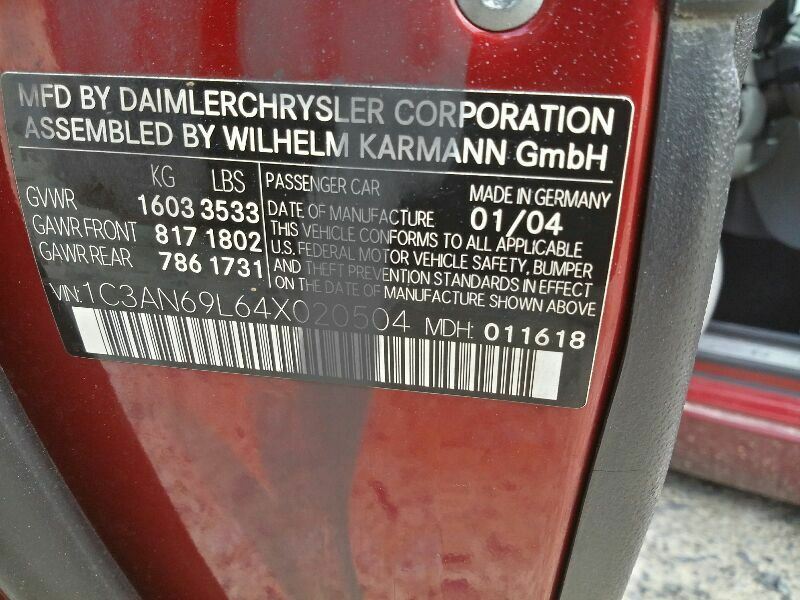 MFD BY DAIMLERCHRYSLER CORPORATION
ASSEMBLED BY WILHELM KARMANN GmbH
KG LBS
GVWR 1603 3533
GAWR FRONT 817 1802
GAWR REAR 786 1731
PASSENGER CAR MADE IN GERMANY
DATE OF MANUFACTURE 01/04
THIS VEHICLE CONFORMS TO ALL APPLICABLE
U.S. FEDERAL MOTOR VEHICLE SAFETY, BUMPER
AND THEFT PREVENTION STANDARDS IN EFFECT
ON THE DATE OF MANUFACTURE SHOWN ABOVE
VIN: 1C3AN69L64X020504 MDH: 011618